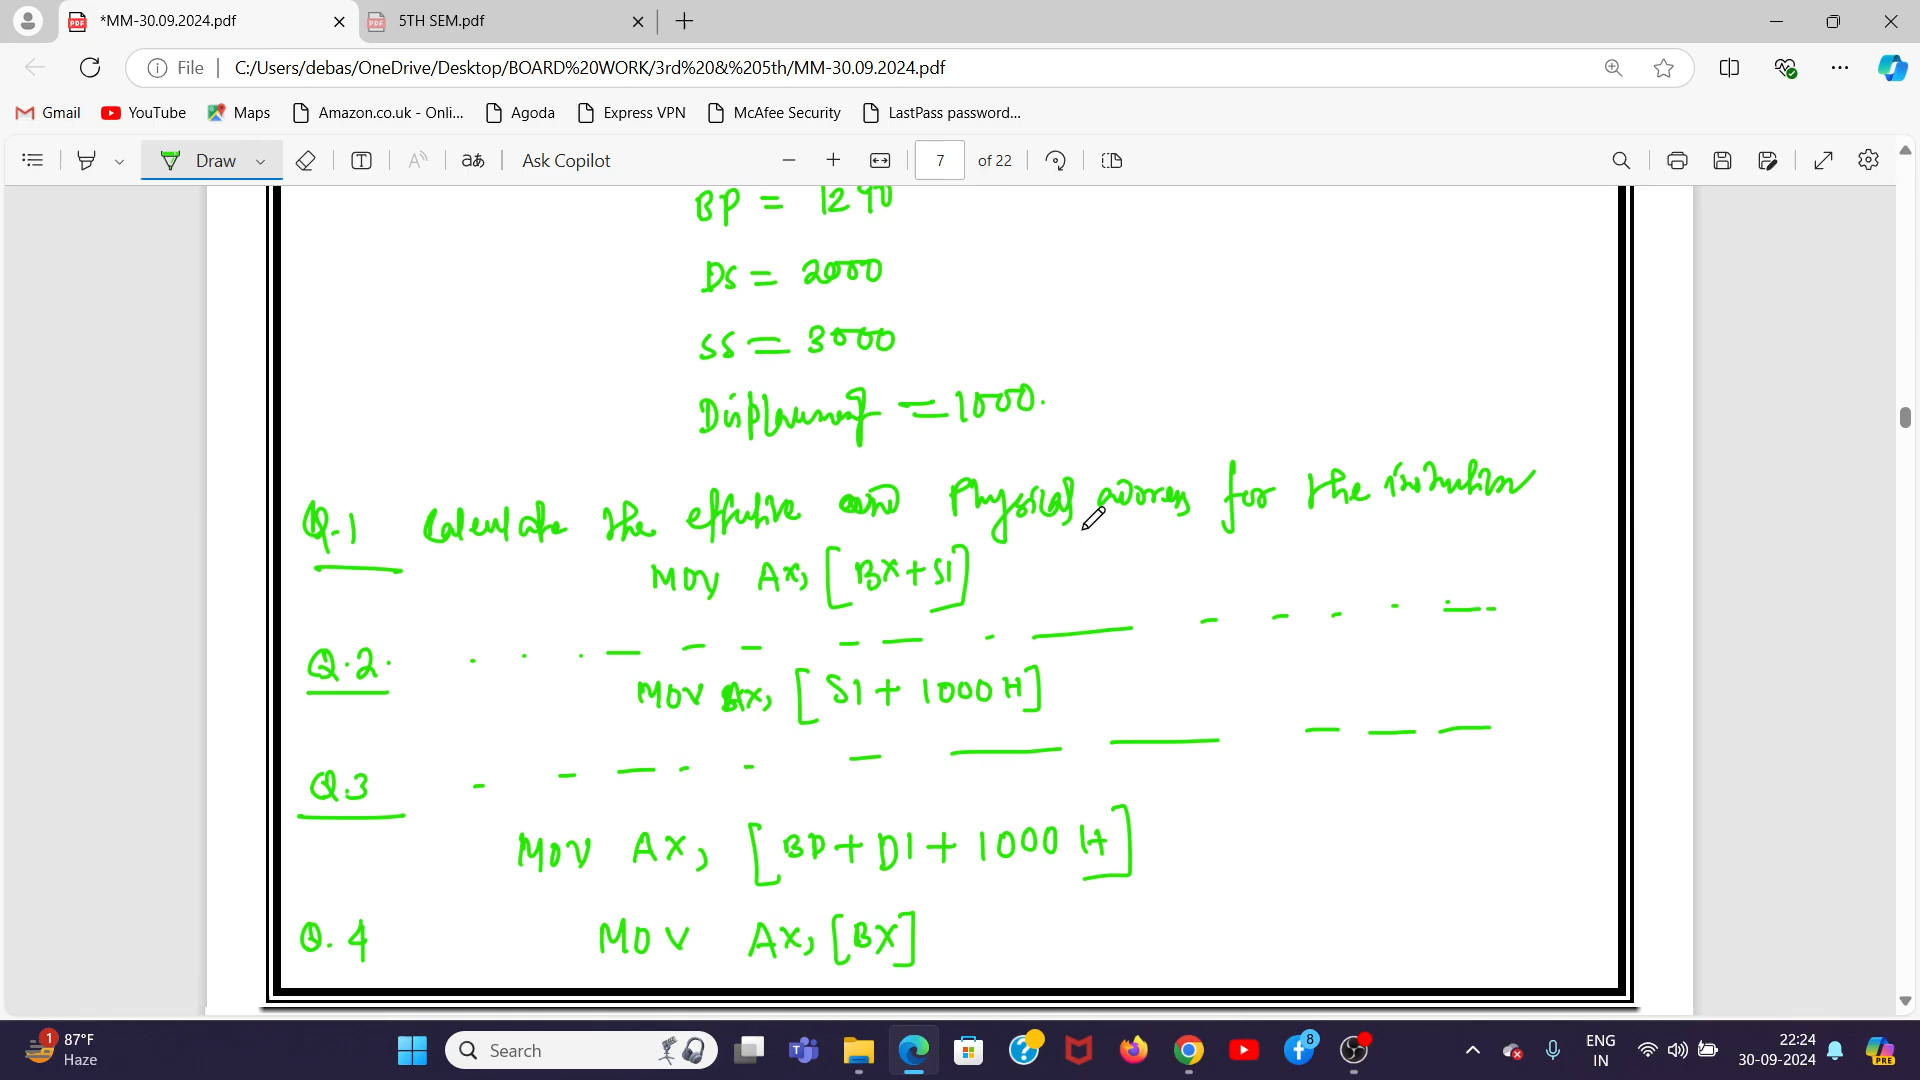 *MM-30.09.2024.pdf
5TH SEM.pdf
File
C:/Users/debas/OneDrive/Desktop/BOARD%20WORK/3rd%20&%205th/MM-30.09.2024.pdf
Gmail YouTube Maps Amazon.co.uk - Onli... Agoda Express VPN McAfee Security LastPass password...
Draw
Ask Copilot
7 of 22
BP = 1240
DS = 2000
SS = 3000
Displacement = 1000.
Q.1 Calculate the effective and Physical address for the instruction
MOV AX, [BX+SI]
Q.2.
MOV AX, [SI + 1000H]
Q.3
MOV AX, [BP + DI + 1000 H]
Q.4 MOV AX, [BX]
1 87°F
Haze
Search
8
ENG
IN
22:24
30-09-2024
PRE